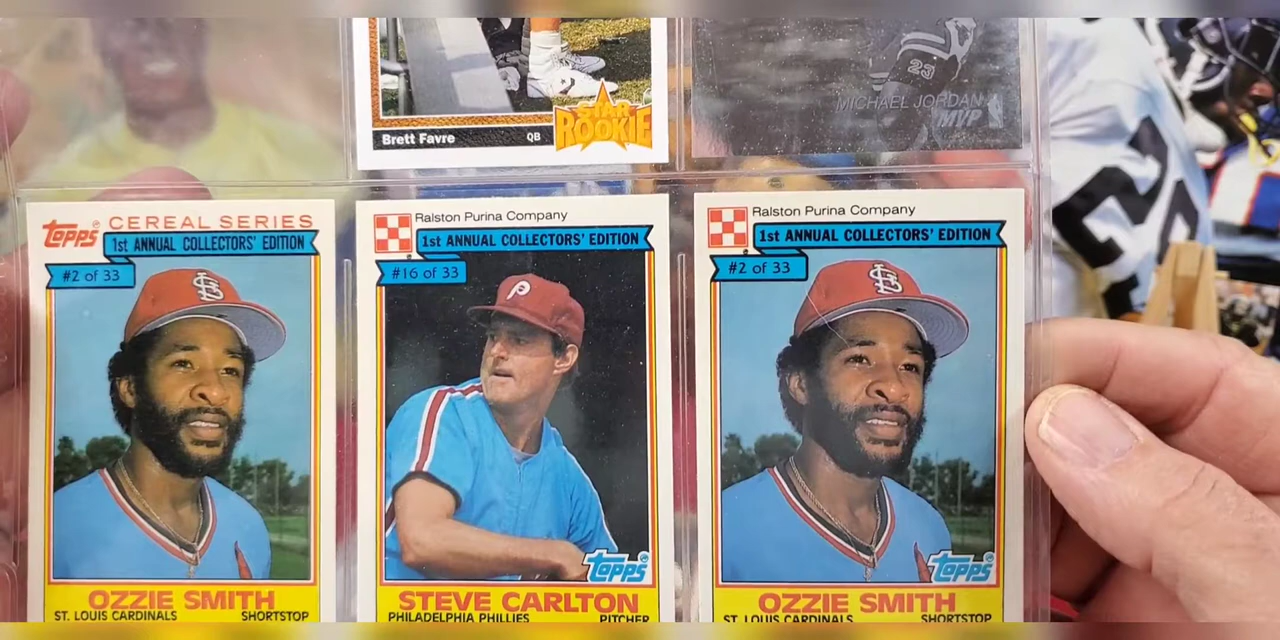 Brett Favre QB
STAR
ROOKIE
23
MICHAEL JORDAN
MVP
Topps CEREAL SERIES
1st ANNUAL COLLECTORS' EDITION
#2 of 33
OZZIE SMITH
ST. LOUIS CARDINALS SHORTSTOP
Ralston Purina Company
1st ANNUAL COLLECTORS' EDITION
#16 of 33
P
Topps
STEVE CARLTON
PHILADELPHIA PHILLIES PITCHER
Ralston Purina Company
1st ANNUAL COLLECTORS' EDITION
#2 of 33
Topps
OZZIE SMITH
ST. LOUIS CARDINALS SHORTSTOP